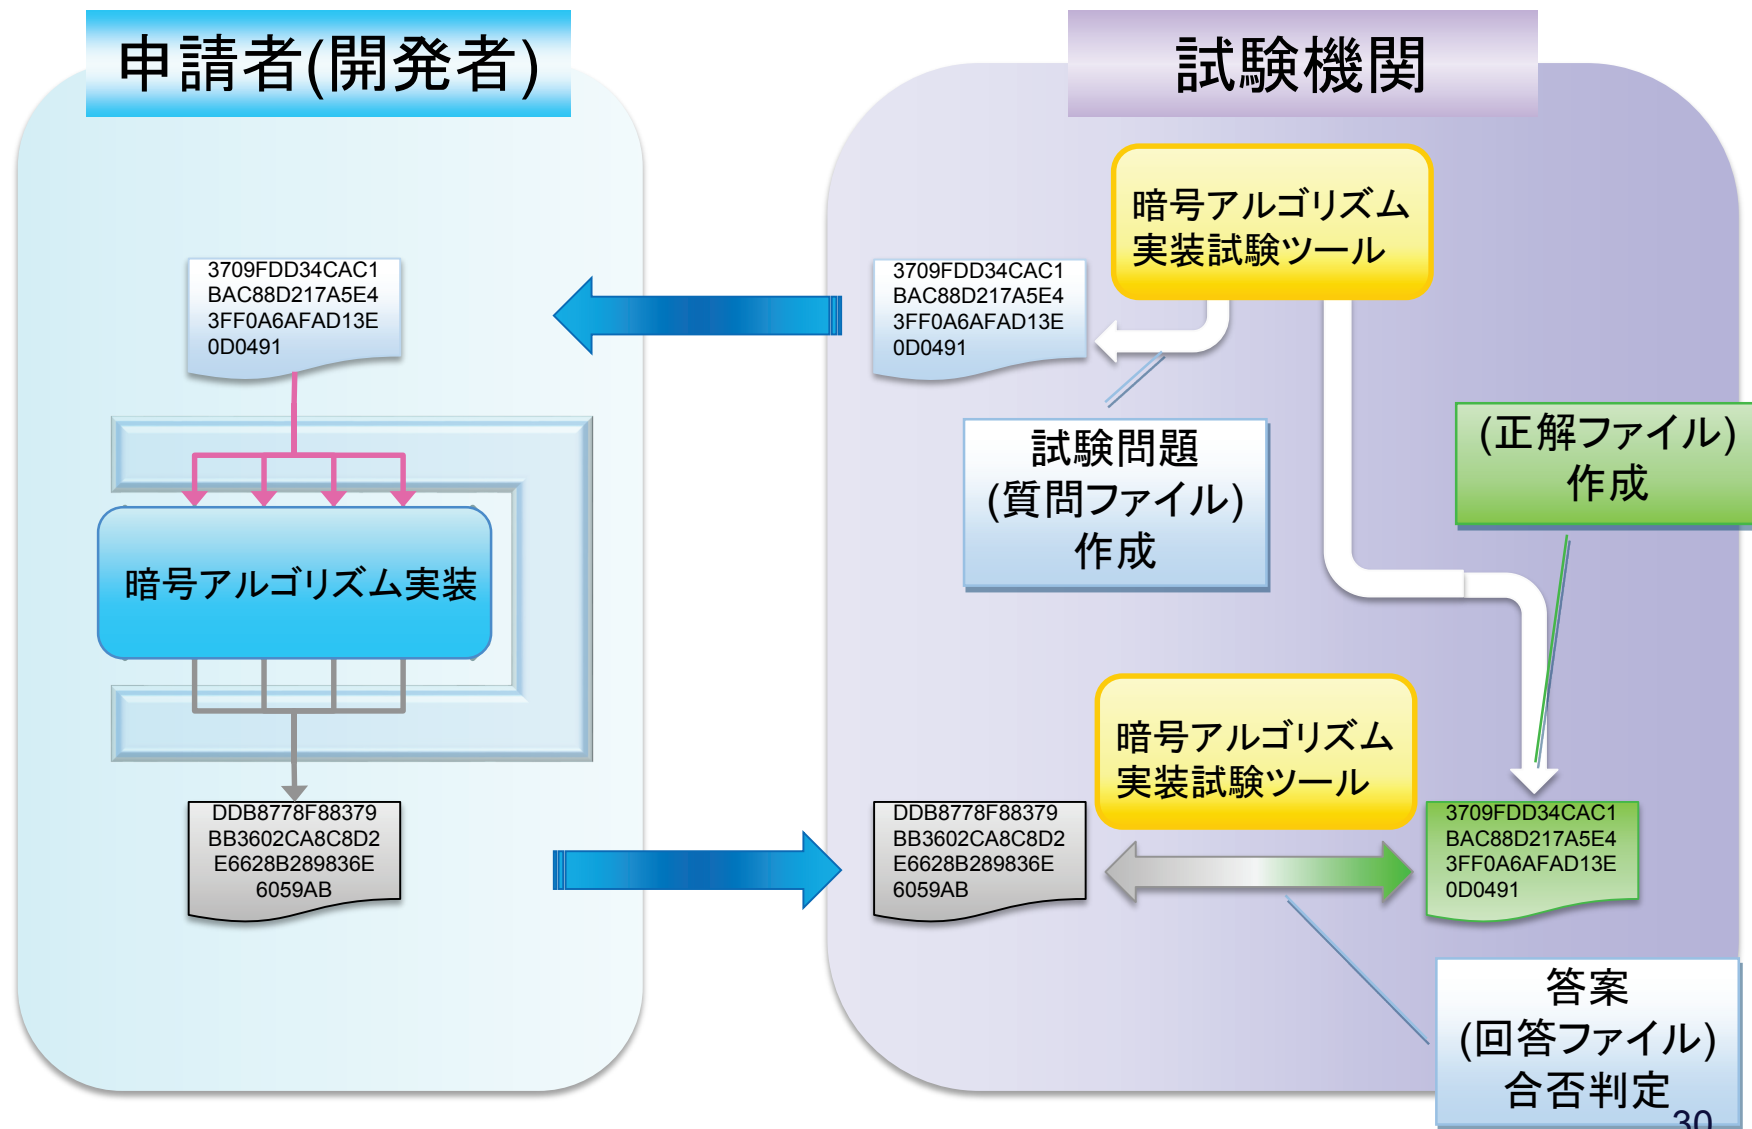 申請者(開発者)
3709FDD34CAC1
BAC88D217A5E4
3FF0A6AFAD13E
0D0491
暗号アルゴリズム実装
DDB8778F88379
BB3602CA8C8D2
E6628B289836E
6059AB
試験機関
暗号アルゴリズム
実装試験ツール
3709FDD34CAC1
BAC88D217A5E4
3FF0A6AFAD13E
0D0491
試験問題
(質問ファイル)
作成
(正解ファイル)
作成
暗号アルゴリズム
実装試験ツール
DDB8778F88379
BB3602CA8C8D2
E6628B289836E
6059AB
3709FDD34CAC1
BAC88D217A5E4
3FF0A6AFAD13E
0D0491
答案
(回答ファイル)
合否判定
30